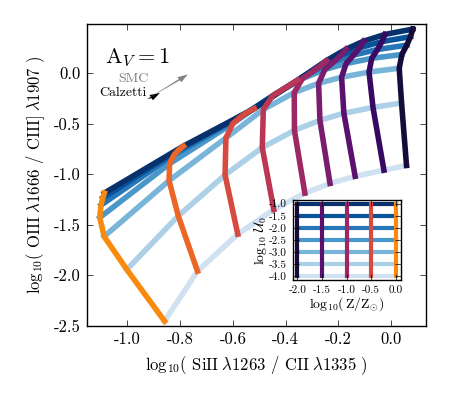 A_V = 1
SMC
Calzetti
0.0
-0.5
-1.0
-1.5
-2.0
-2.5
log₁₀( OIII λ1666 / CIII] λ1907 )
-1.0 -0.8 -0.6 -0.4 -0.2 0.0
log₁₀( SiII λ1263 / CII λ1335 )
-1.0
-1.5
-2.0
-2.5
-3.0
-3.5
-4.0
log₁₀ 𝒰₀
-2.0 -1.5 -1.0 -0.5 0.0
log₁₀( Z/Z☉)